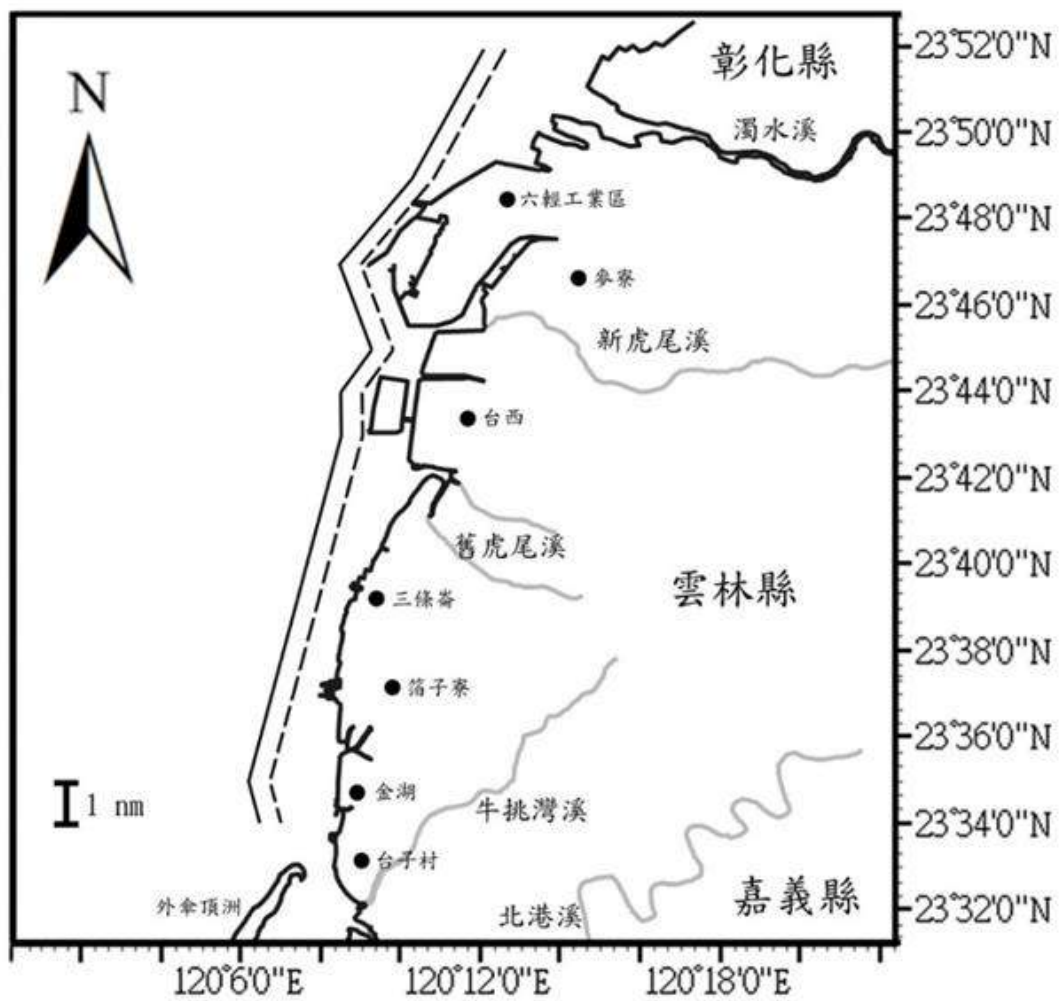 N
彰化縣
濁水溪
六輕工業區
麥寮
新虎尾溪
台西
舊虎尾溪
三條崙
雲林縣
箔子寮
金湖
1 nm
牛挑灣溪
台子村
外傘頂洲
北港溪
嘉義縣
23°52'0"N
23°50'0"N
23°48'0"N
23°46'0"N
23°44'0"N
23°42'0"N
23°40'0"N
23°38'0"N
23°36'0"N
23°34'0"N
23°32'0"N
120°6'0"E
120°12'0"E
120°18'0"E